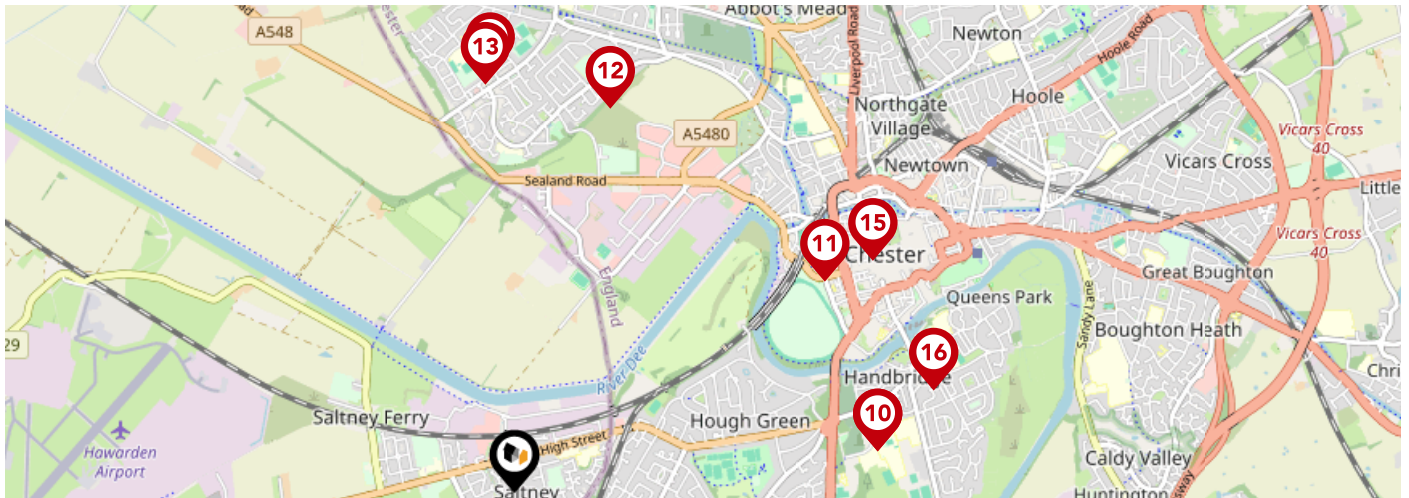 Abbot's Mead
A548
Newton
Hoole Road
Liverpool Road
13
12
Hoole
Northgate
Village
A5480
Vicars Cross
40
Newtown
Vicars Cross
Sealand Road
Little
15
11
Chester
Vicars Cross
40
England
Great Boughton
Queens Park
Sandy Lane
29
Boughton Heath
16
River Dee
Handbridge
Chri
10
Saltney Ferry
Hough Green
High Street
Hawarden
Airport
Caldy Valley
Saltney
Huntington
sway